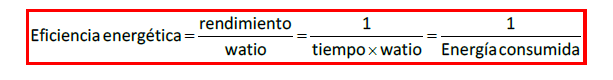 Eficiencia energética = rendimiento / watio = 1 / tiempo × watio = 1 / Energía consumida